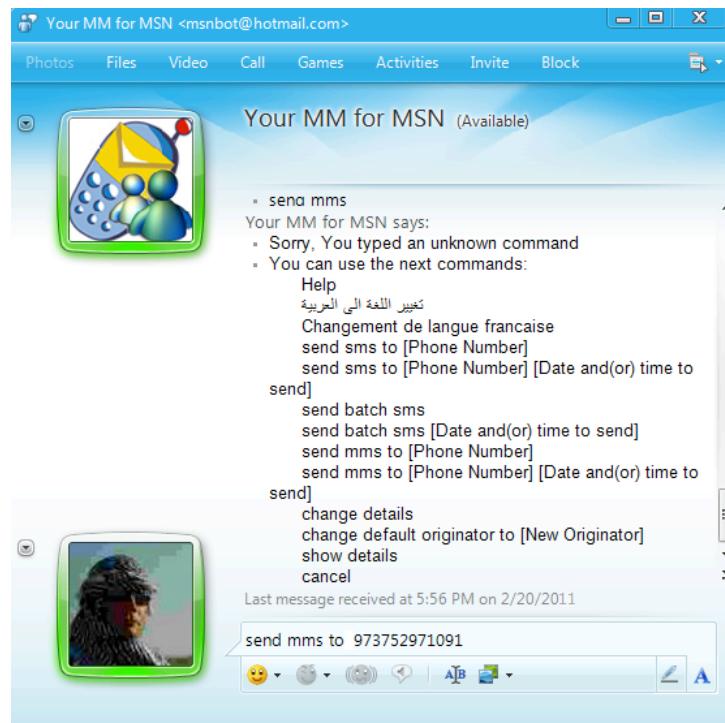 Your MM for MSN <msnbot@hotmail.com>
Photos Files Video Call Games Activities Invite Block
Your MM for MSN (Available)
send mms
Your MM for MSN says:
Sorry, You typed an unknown command
You can use the next commands:
Help
تغيير اللغة الى العربية
Changement de langue francaise
send sms to [Phone Number]
send sms to [Phone Number] [Date and(or) time to
send]
send batch sms
send batch sms [Date and(or) time to send]
send mms to [Phone Number]
send mms to [Phone Number] [Date and(or) time to
send]
change details
change default originator to [New Originator]
show details
cancel
Last message received at 5:56 PM on 2/20/2011
send mms to 973752971091